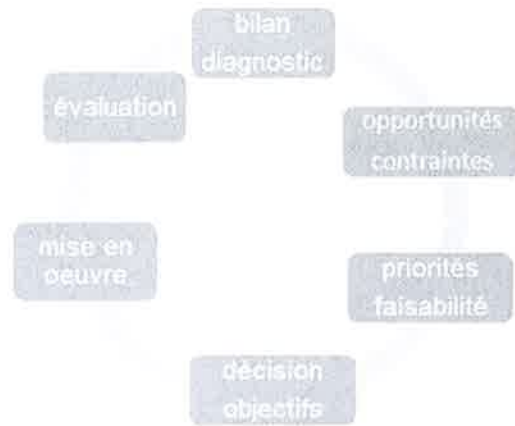 bilan
diagnostic
opportunités
contraintes
priorités
faisabilité
décision
objectifs
mise en
oeuvre
évaluation